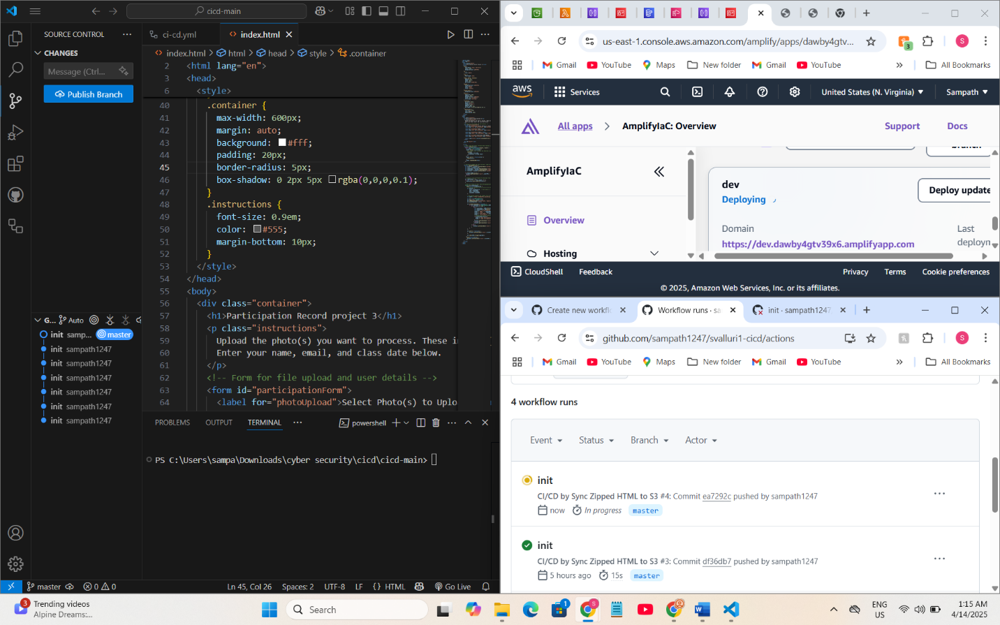 cicd-main
SOURCE CONTROL
CHANGES
Message (Ctrl...
Publish Branch
G...
Auto
init samp... master
init sampath1247
init sampath1247
init sampath1247
init sampath1247
init sampath1247
init sampath1247
ci-cd.yml
index.html
index.html > html > head > style > .container
2 <html lang="en">
3 <head>
6 <style>
40 .container {
41 max-width: 600px;
42 margin: auto;
43 background: #fff;
44 padding: 20px;
45 border-radius: 5px;
46 box-shadow: 0 2px 5px rgba(0,0,0,0.1);
47 }
48 .instructions {
49 font-size: 0.9em;
50 color: #555;
51 margin-bottom: 10px;
52 }
53 </style>
54 </head>
55 <body>
56 <div class="container">
57 <h1>Participation Record project 3</h1>
58 <p class="instructions">
59 Upload the photo(s) you want to process. These i
60 Enter your name, email, and class date below.
61 </p>
62 <!-- Form for file upload and user details -->
63 <form id="participationForm">
64 <label for="photoUpload">Select Photo(s) to Uplo
PROBLEMS OUTPUT TERMINAL
powershell
PS C:\Users\sampa\Downloads\cyber security\cicd\cicd-main>
master
0 0
Ln 45, Col 26
Spaces: 2
UTF-8
LF
{ } HTML
Go Live
us-east-1.console.aws.amazon.com/amplify/apps/dawby4gtv...
3
S
Gmail
YouTube
Maps
New folder
Gmail
YouTube
»
All Bookmarks
aws
Services
United States (N. Virginia)
Sampath
All apps > AmplifyIaC: Overview
Support
Docs
AmplifyIaC
Overview
Hosting
branch
dev
Deploying
Deploy update
Domain
https://dev.dawby4gtv39x6.amplifyapp.com
Last
deploym
CloudShell
Feedback
Privacy
Terms
Cookie preferences
© 2025, Amazon Web Services, Inc. or its affiliates.
Create new workfl
Workflow runs · sa
init · sampath1247
github.com/sampath1247/svalluri1-cicd/actions
S
Gmail
YouTube
Maps
New folder
Gmail
YouTube
»
All Bookmarks
4 workflow runs
Event
Status
Branch
Actor
init
CI/CD by Sync Zipped HTML to S3 #4: Commit ea7292c pushed by sampath1247
now
In progress
master
init
CI/CD by Sync Zipped HTML to S3 #3: Commit df36db7 pushed by sampath1247
5 hours ago
15s
master
3
Trending videos
Alpine Dreams:...
Search
1
S
ENG
US
1:15 AM
4/14/2025